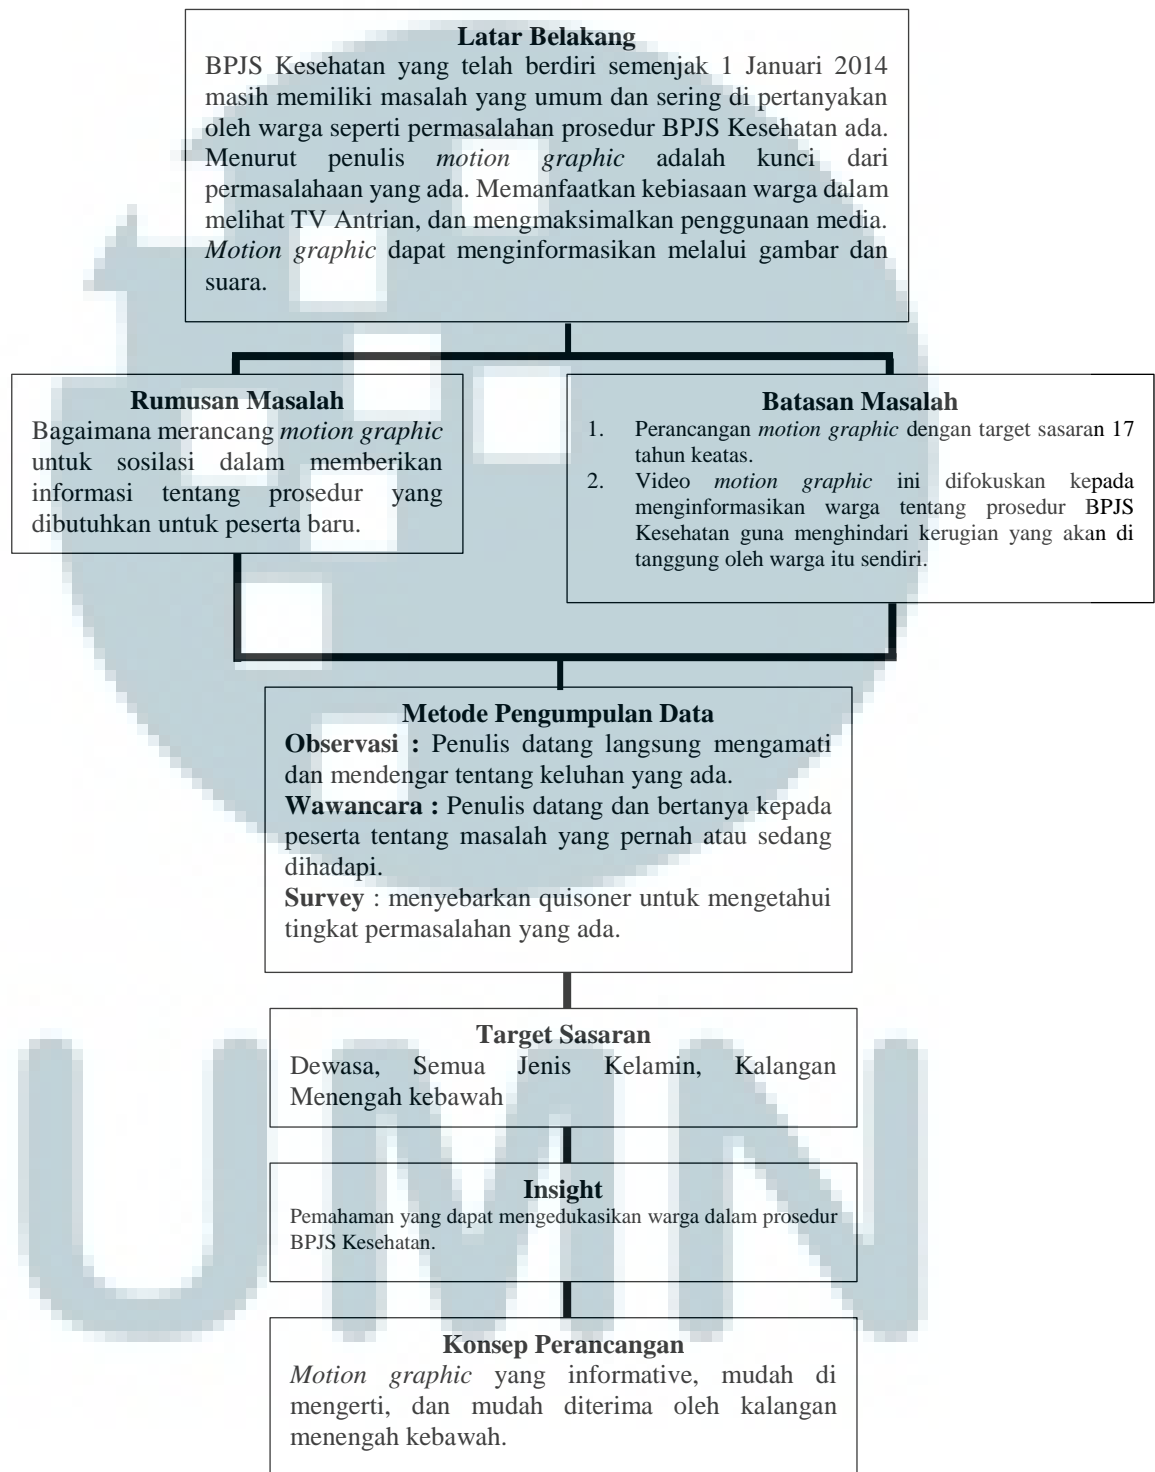 Latar Belakang
BPJS Kesehatan yang telah berdiri semenjak 1 Januari 2014
masih memiliki masalah yang umum dan sering di pertanyakan
oleh warga seperti permasalahan prosedur BPJS Kesehatan ada.
Menurut penulis motion graphic adalah kunci dari
permasalahaan yang ada. Memanfaatkan kebiasaan warga dalam
melihat TV Antrian, dan mengmaksimalkan penggunaan media.
Motion graphic dapat menginformasikan melalui gambar dan
suara.
Rumusan Masalah
Bagaimana merancang motion graphic
untuk sosilasi dalam memberikan
informasi tentang prosedur yang
dibutuhkan untuk peserta baru.
Batasan Masalah
1. Perancangan motion graphic dengan target sasaran 17
tahun keatas.
2. Video motion graphic ini difokuskan kepada
menginformasikan warga tentang prosedur BPJS
Kesehatan guna menghindari kerugian yang akan di
tanggung oleh warga itu sendiri.
Metode Pengumpulan Data
Observasi : Penulis datang langsung mengamati
dan mendengar tentang keluhan yang ada.
Wawancara : Penulis datang dan bertanya kepada
peserta tentang masalah yang pernah atau sedang
dihadapi.
Survey : menyebarkan quisoner untuk mengetahui
tingkat permasalahan yang ada.
Target Sasaran
Dewasa, Semua Jenis Kelamin, Kalangan
Menengah kebawah
Insight
Pemahaman yang dapat mengedukasikan warga dalam prosedur
BPJS Kesehatan.
Konsep Perancangan
Motion graphic yang informative, mudah di
mengerti, dan mudah diterima oleh kalangan
menengah kebawah.
UMN